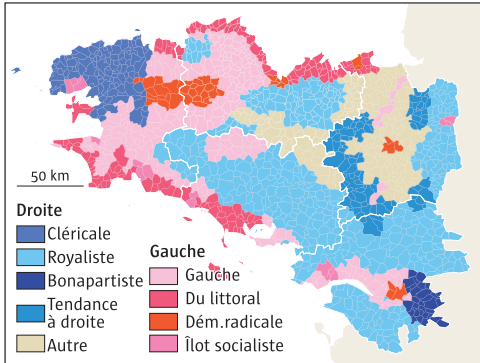 50 km
Droite
Cléricale
Royaliste
Bonapartiste
Tendance
à droite
Autre
Gauche
Gauche
Du littoral
Dém.radicale
Îlot socialiste